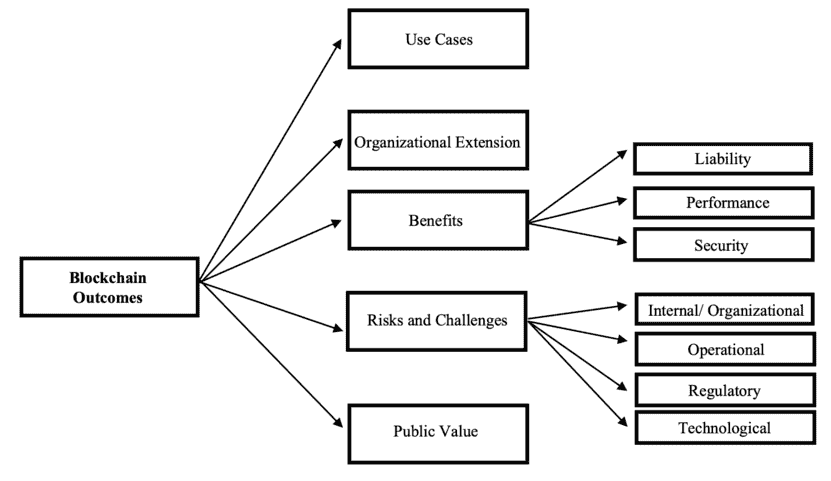 Use Cases
Organizational Extension
Liability
Performance
Benefits
Security
Blockchain
Outcomes
Internal/ Organizational
Risks and Challenges
Operational
Regulatory
Technological
Public Value